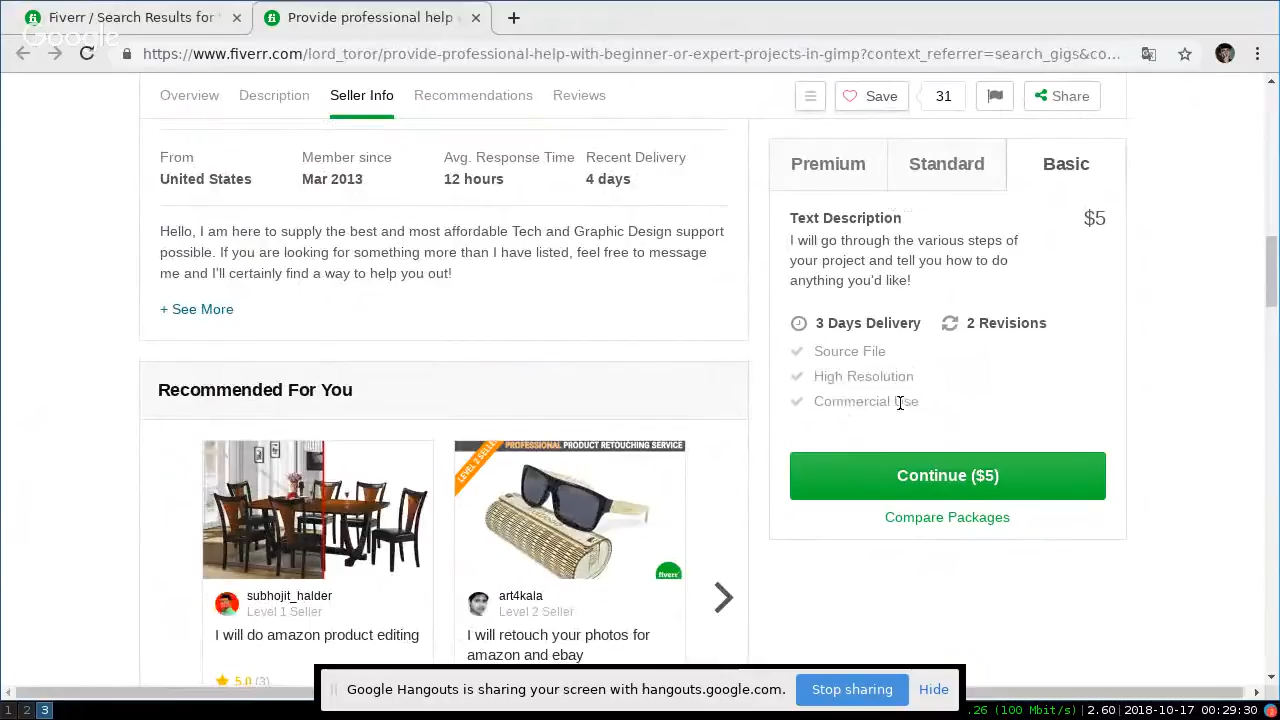 Fiverr / Search Results for
Provide professional help
Google
https://www.fiverr.com/lord_toror/provide-professional-help-with-beginner-or-expert-projects-in-gimp?context_referrer=search_gigs&co...
Overview
Description
Seller Info
Recommendations
Reviews
Save
31
Share
From
United States
Member since
Mar 2013
Avg. Response Time
12 hours
Recent Delivery
4 days
Hello, I am here to supply the best and most affordable Tech and Graphic Design support
possible. If you are looking for something more than I have listed, feel free to message
me and I'll certainly find a way to help you out!
+ See More
Premium
Standard
Basic
Text Description
$5
I will go through the various steps of
your project and tell you how to do
anything you'd like!
3 Days Delivery
2 Revisions
Source File
High Resolution
Commercial Use
Continue ($5)
Compare Packages
Recommended For You
PROFESSIONAL PRODUCT RETOUCHING SERVICE
LEVEL 2 SELLER
fiverr
subhojit_halder
Level 1 Seller
I will do amazon product editing
5.0 (3)
art4kala
Level 2 Seller
I will retouch your photos for
amazon and ebay
Google Hangouts is sharing your screen with hangouts.google.com.
Stop sharing
Hide
1 2 3
.26 (100 Mbit/s)|2.60|2018-10-17 00:29:30